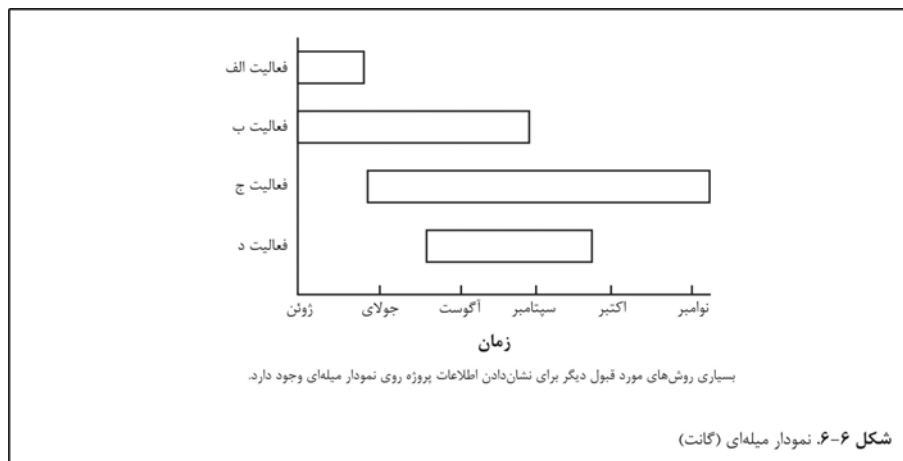 فعالیت الف
فعالیت ب
فعالیت ج
فعالیت د
ژوئن جولای آگوست سپتامبر اکتبر نوامبر
زمان
بسیاری روش‌های مورد قبول دیگر برای نشان‌دادن اطلاعات پروژه روی نمودار میله‌ای وجود دارد.
شکل ۶-۶. نمودار میله‌ای (گانت)